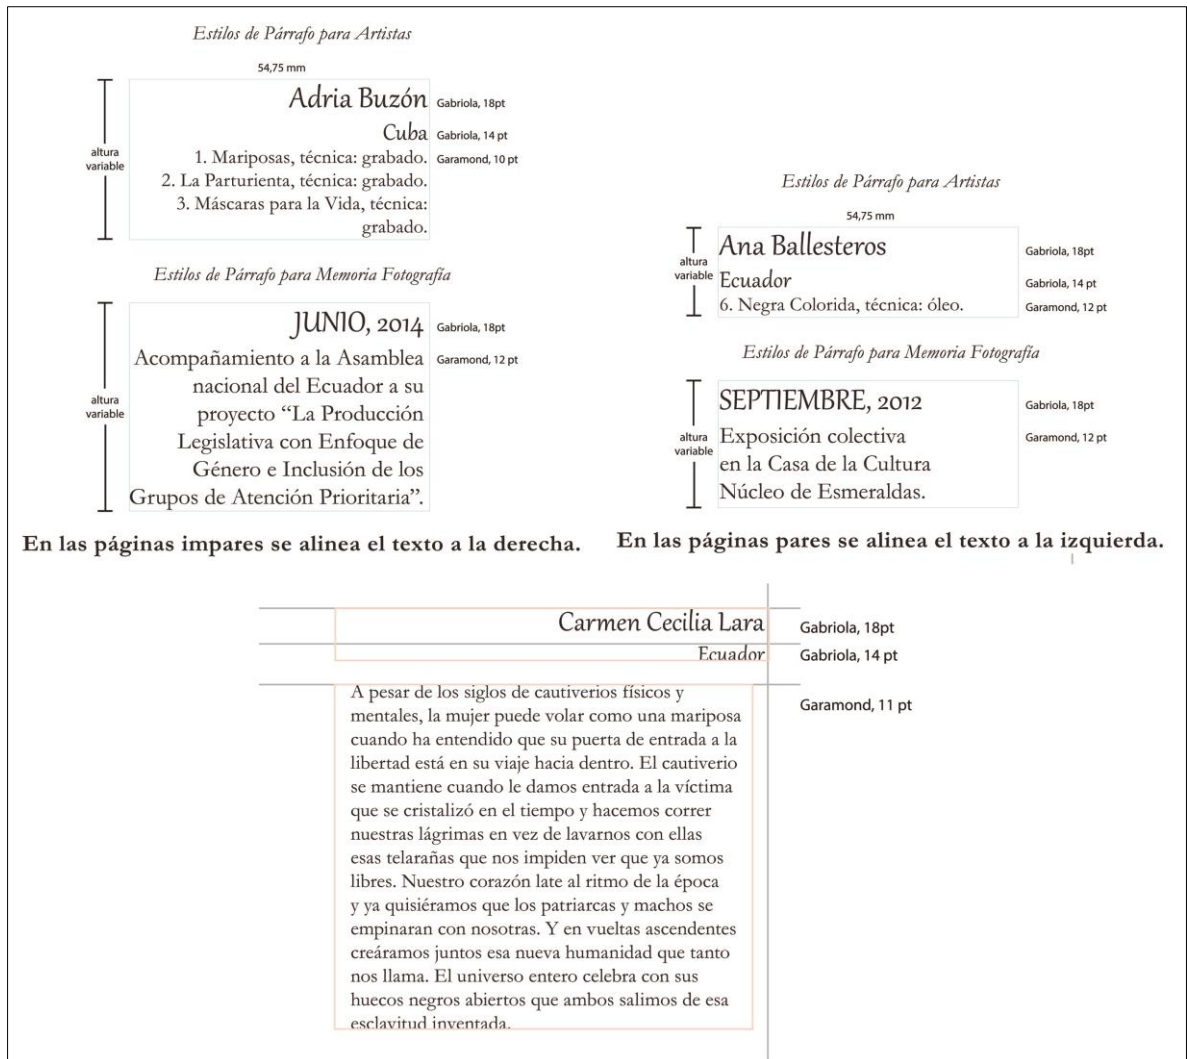 Estilos de Párrafo para Artistas
54,75 mm
altura
variable
Adria Buzón
Gabriola, 18pt
Cuba
Gabriola, 14 pt
1. Mariposas, técnica: grabado.
Garamond, 10 pt
2. La Parturienta, técnica: grabado.
3. Máscaras para la Vida, técnica:
grabado.
Estilos de Párrafo para Memoria Fotografía
altura
variable
JUNIO, 2014
Gabriola, 18pt
Acompañamiento a la Asamblea
Garamond, 12 pt
nacional del Ecuador a su
proyecto “La Producción
Legislativa con Enfoque de
Género e Inclusión de los
Grupos de Atención Prioritaria”.
En las páginas impares se alinea el texto a la derecha.
Estilos de Párrafo para Artistas
54,75 mm
altura
variable
Ana Ballesteros
Gabriola, 18pt
Ecuador
Gabriola, 14 pt
6. Negra Colorida, técnica: óleo.
Garamond, 12 pt
Estilos de Párrafo para Memoria Fotografía
altura
variable
SEPTIEMBRE, 2012
Gabriola, 18pt
Exposición colectiva
Garamond, 12 pt
en la Casa de la Cultura
Núcleo de Esmeraldas.
En las páginas pares se alinea el texto a la izquierda.
Carmen Cecilia Lara
Gabriola, 18pt
Ecuador
Gabriola, 14 pt
Garamond, 11 pt
A pesar de los siglos de cautiverios físicos y
mentales, la mujer puede volar como una mariposa
cuando ha entendido que su puerta de entrada a la
libertad está en su viaje hacia dentro. El cautiverio
se mantiene cuando le damos entrada a la víctima
que se cristalizó en el tiempo y hacemos correr
nuestras lágrimas en vez de lavarnos con ellas
esas telarañas que nos impiden ver que ya somos
libres. Nuestro corazón late al ritmo de la época
y ya quisiéramos que los patriarcas y machos se
empinaran con nosotras. Y en vueltas ascendentes
creáramos juntos esa nueva humanidad que tanto
nos llama. El universo entero celebra con sus
huecos negros abiertos que ambos salimos de esa
esclavitud inventada.